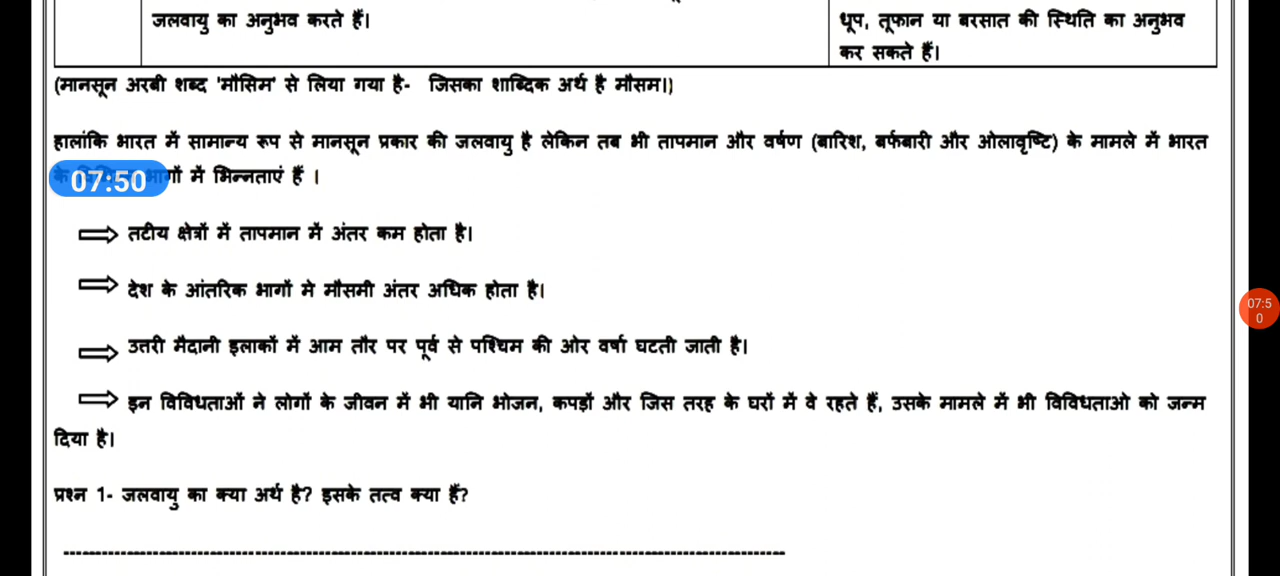 जलवायु का अनुभव करते हैं।
धूप, तूफान या बरसात की स्थिति का अनुभव
कर सकते हैं।
(मानसून अरबी शब्द 'मौसिम' से लिया गया है- जिसका शाब्दिक अर्थ है मौसम।)
हालांकि भारत में सामान्य रूप से मानसून प्रकार की जलवायु है लेकिन तब भी तापमान और वर्षण (बारिश, बर्फबारी और ओलावृष्टि) के मामले में भारत
07:50 भागों में भिन्नताएं हैं ।
07:5
0
तटीय क्षेत्रों में तापमान में अंतर कम होता है।
देश के आंतरिक भागों मे मौसमी अंतर अधिक होता है।
उत्तरी मैदानी इलाकों में आम तौर पर पूर्व से पश्चिम की ओर वर्षा घटती जाती है।
इन विविधताओं ने लोगों के जीवन में भी यानि भोजन, कपड़ों और जिस तरह के घरों में वे रहते हैं, उसके मामले में भी विविधताओ को जन्म
दिया है।
प्रश्न 1- जलवायु का क्या अर्थ है? इसके तत्व क्या हैं?